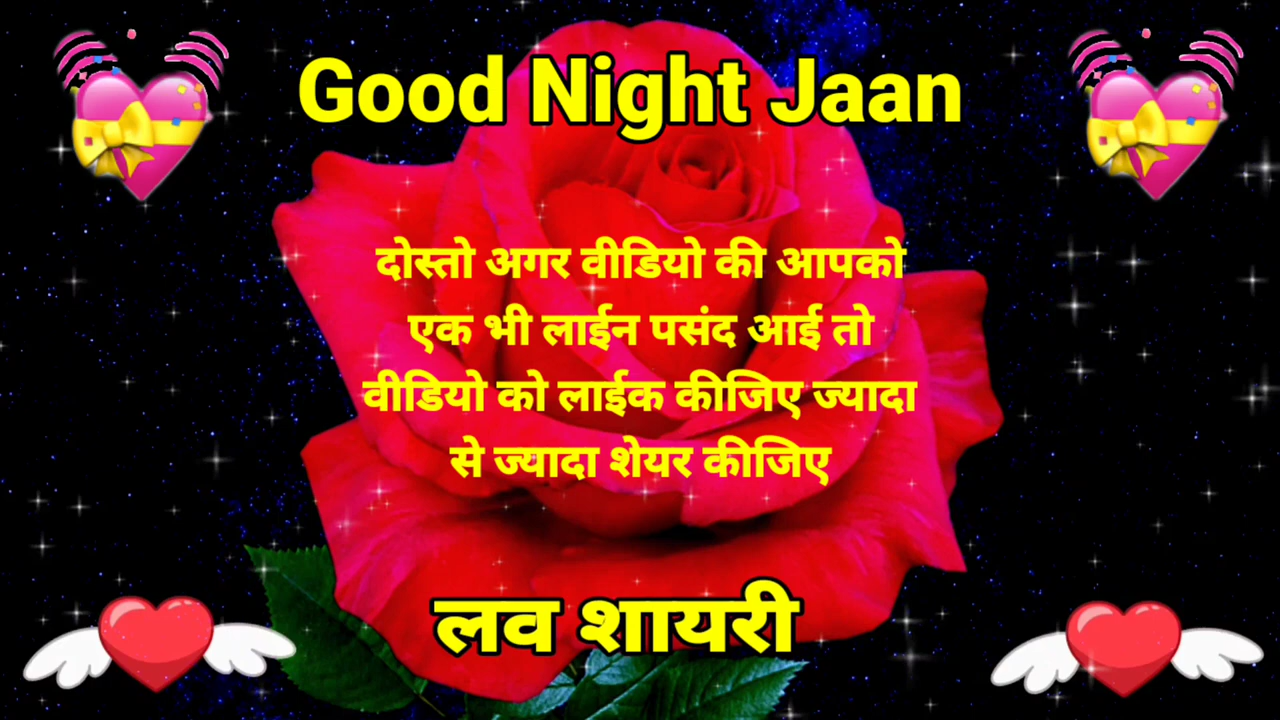 Good Night Jaan
दोस्तो अगर वीडियो की आपको
एक भी लाईन पसंद आई तो
वीडियो को लाईक कीजिए ज्यादा
से ज्यादा शेयर कीजिए
लव शायरी